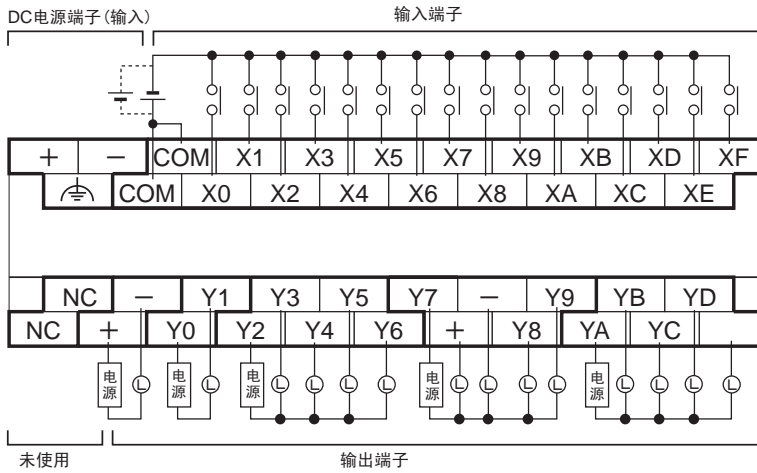 DC电源端子(输入)
输入端子
+ − COM X1 X3 X5 X7 X9 XB XD XF
COM X0 X2 X4 X6 X8 XA XC XE
NC − Y1 Y3 Y5 Y7 − Y9 YB YD
NC + Y0 Y2 Y4 Y6 + Y8 YA YC
电源 L 电源 L 电源 L L L L 电源 L L L L 电源 L L L L
未使用
输出端子